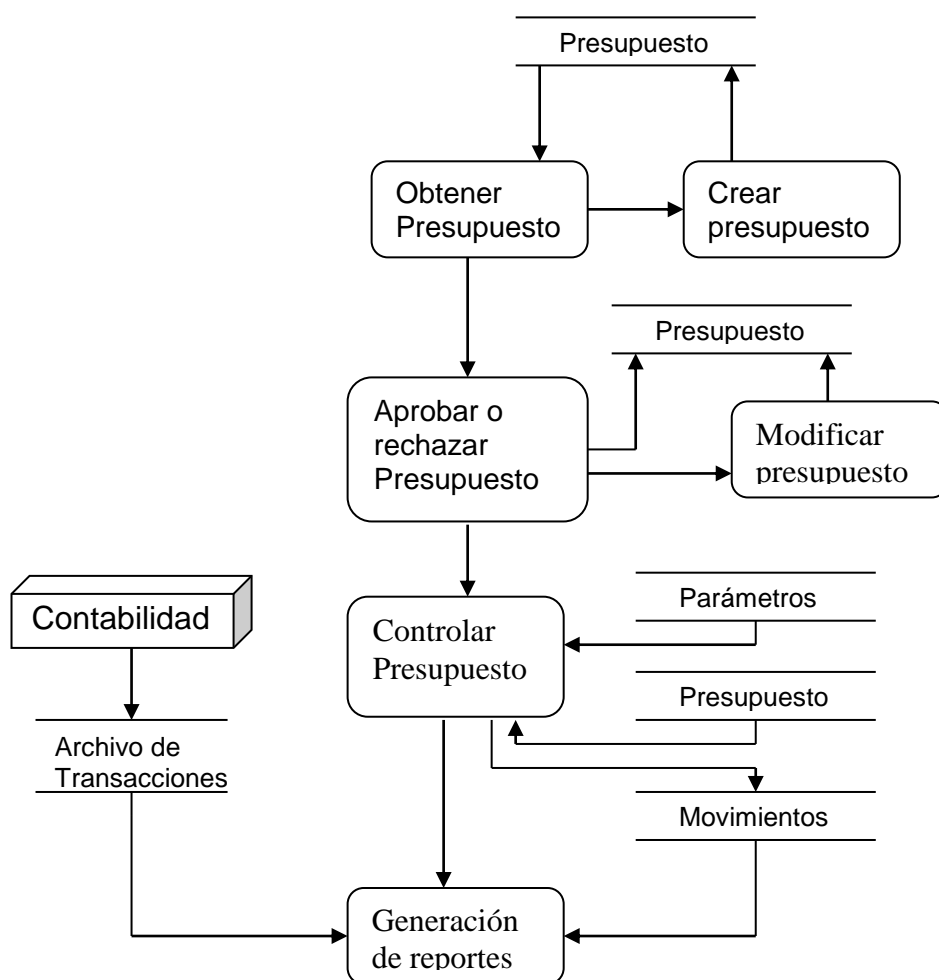 Presupuesto
Obtener
Presupuesto
Crear
presupuesto
Presupuesto
Aprobar o
rechazar
Presupuesto
Modificar
presupuesto
Contabilidad
Parámetros
Controlar
Presupuesto
Presupuesto
Archivo de
Transacciones
Movimientos
Generación
de reportes